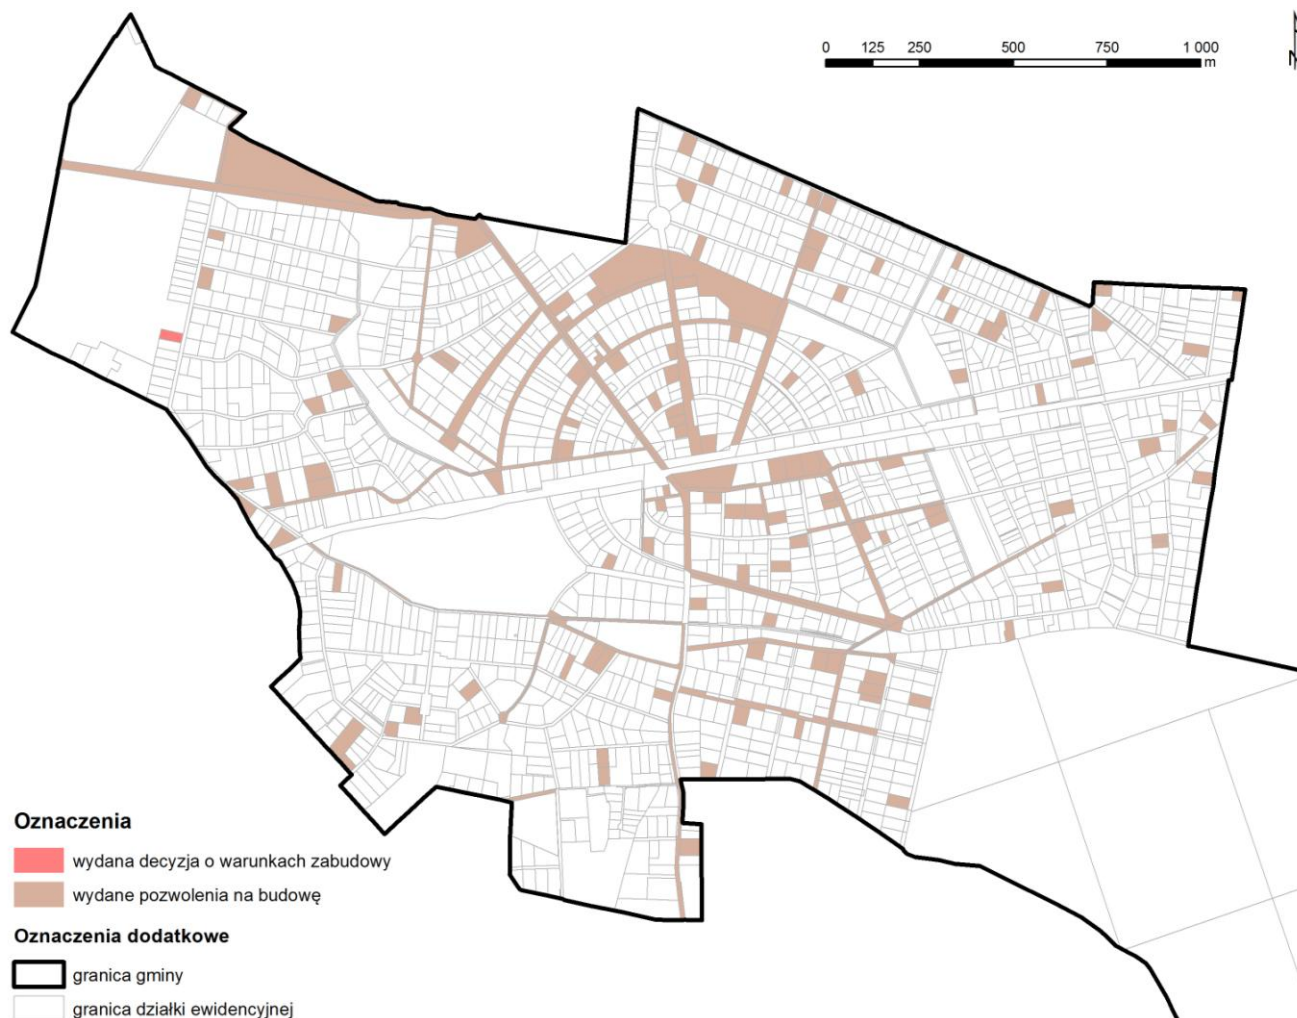 0 125 250 500 750 1 000
m
Oznaczenia
wydana decyzja o warunkach zabudowy
wydane pozwolenia na budowę
Oznaczenia dodatkowe
granica gminy
granica działki ewidencyjnej